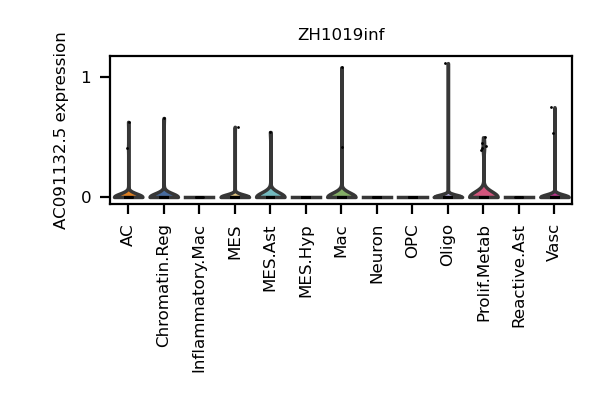 ZH1019inf
AC091132.5 expression
1
0
AC
Chromatin.Reg
Inflammatory.Mac
MES
MES.Ast
MES.Hyp
Mac
Neuron
OPC
Oligo
Prolif.Metab
Reactive.Ast
Vasc